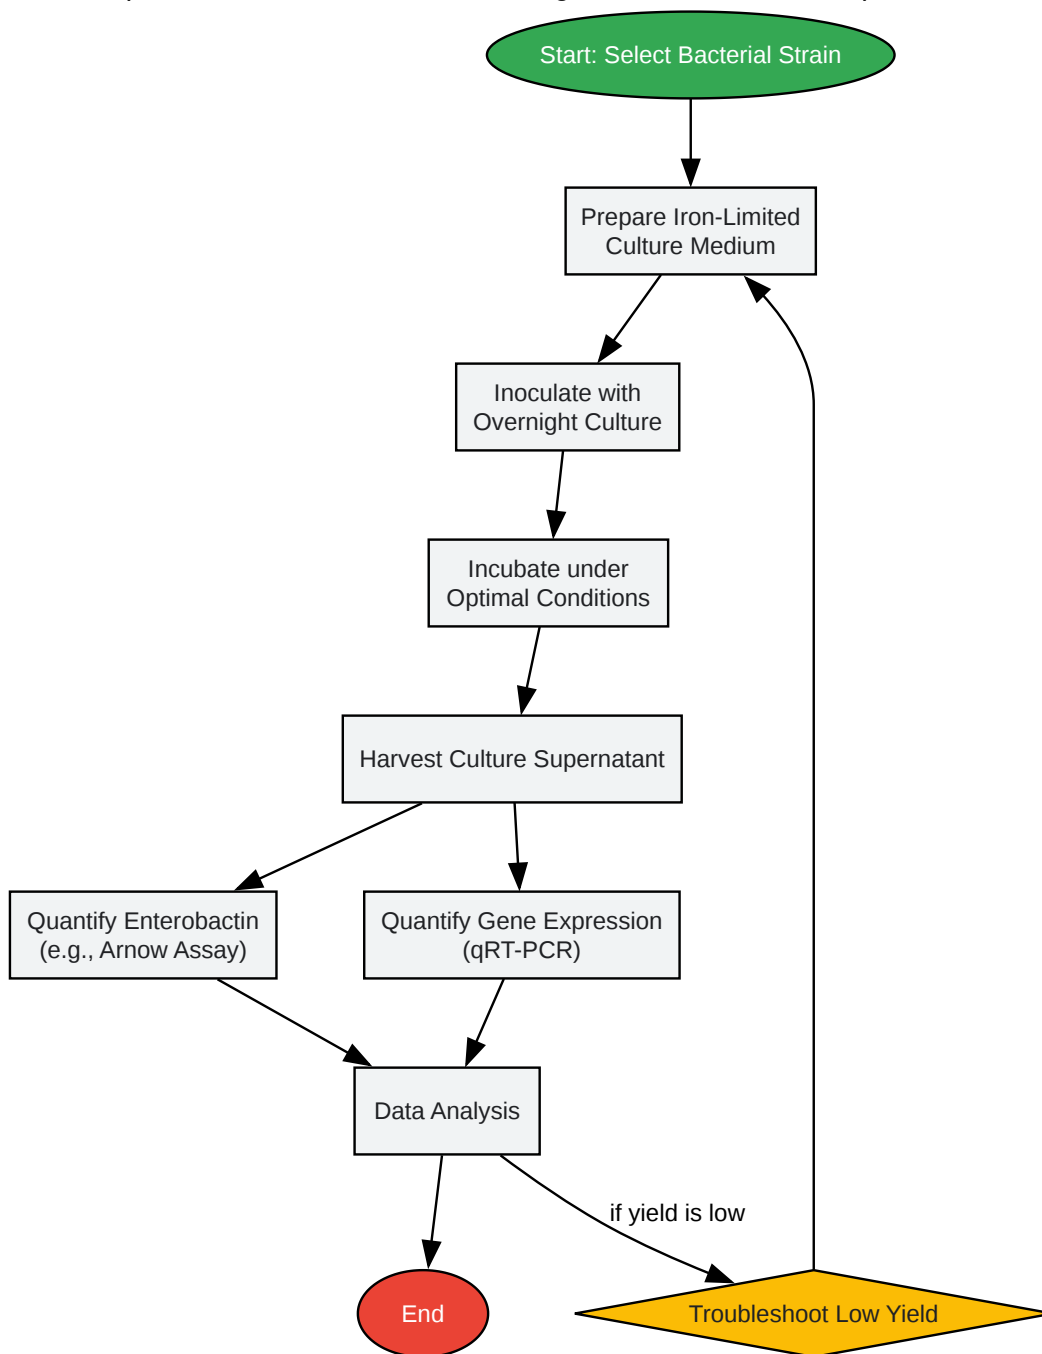 Start: Select Bacterial Strain
Prepare Iron-Limited
Culture Medium
Inoculate with
Overnight Culture
Incubate under
Optimal Conditions
Harvest Culture Supernatant
Quantify Enterobactin
(e.g., Arnow Assay)
Quantify Gene Expression
(qRT-PCR)
Data Analysis
if yield is low
End
Troubleshoot Low Yield